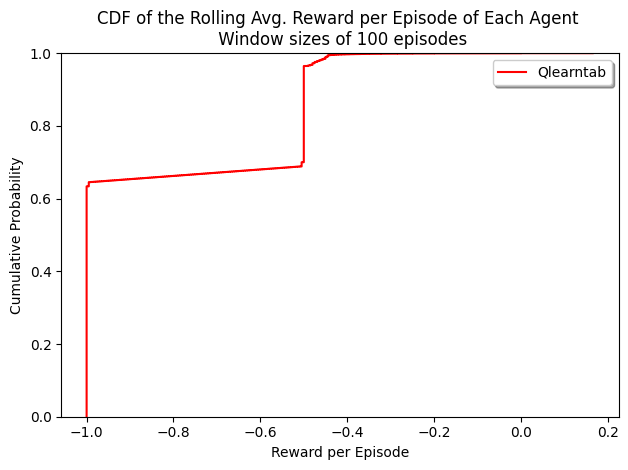 CDF of the Rolling Avg. Reward per Episode of Each Agent
Window sizes of 100 episodes
Qlearntab
1.0
0.8
0.6
0.4
0.2
0.0
Cumulative Probability
−1.0 −0.8 −0.6 −0.4 −0.2 0.0 0.2
Reward per Episode